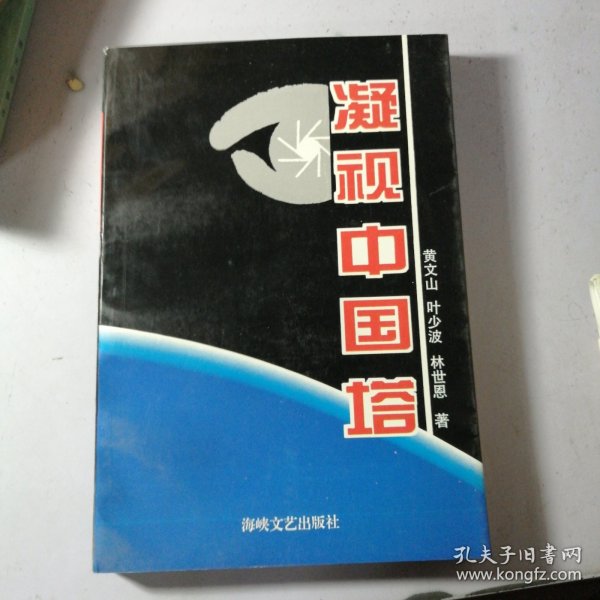 凝视中国塔
黄文山 叶少波 林世恩 著
海峡文艺出版社
孔夫子旧书网
www.kongfz.com